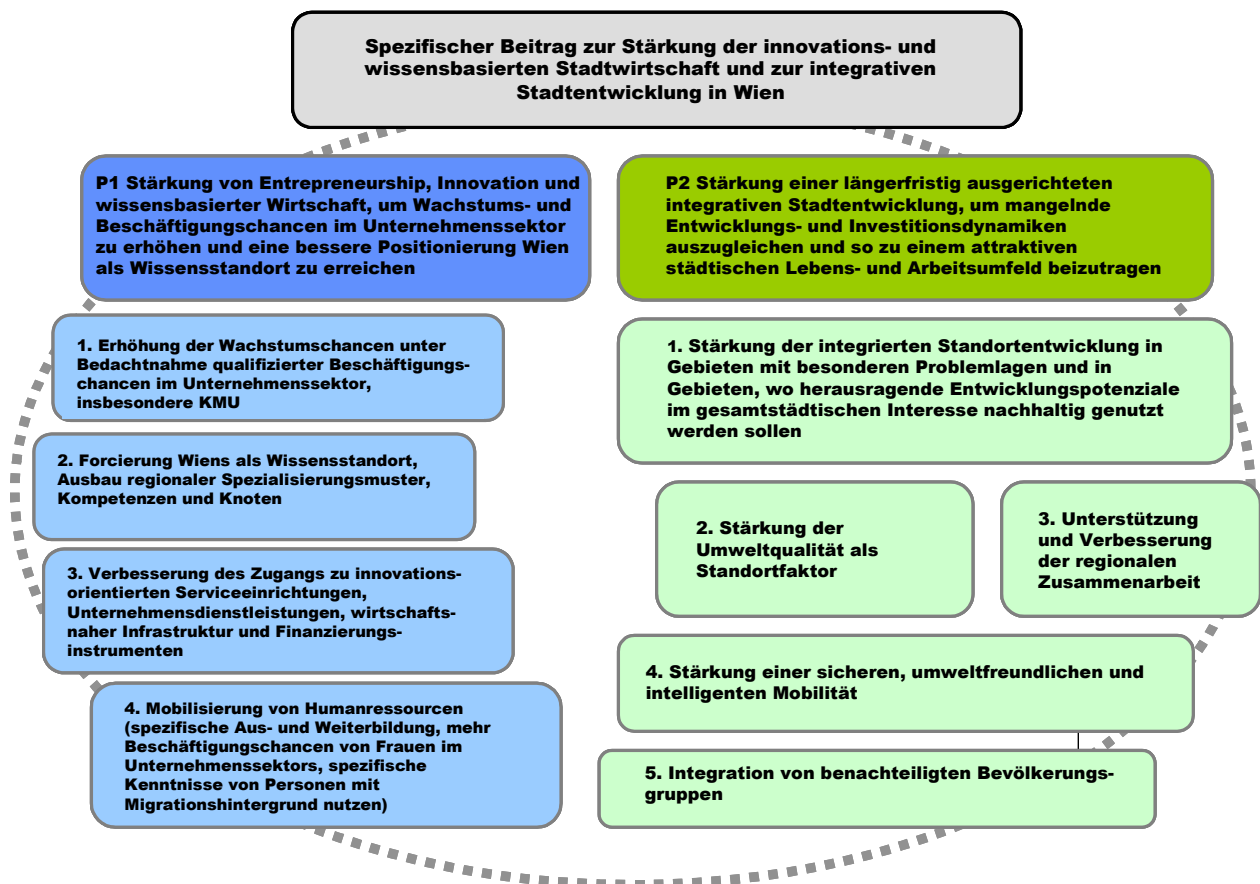 Spezifischer Beitrag zur Stärkung der innovations- und
wissensbasierten Stadtwirtschaft und zur integrativen
Stadtentwicklung in Wien
P1 Stärkung von Entrepreneurship, Innovation und
wissensbasierter Wirtschaft, um Wachstums- und
Beschäftigungschancen im Unternehmenssektor
zu erhöhen und eine bessere Positionierung Wien
als Wissensstandort zu erreichen
1. Erhöhung der Wachstumschancen unter
Bedachtnahme qualifizierter Beschäftigungs-
chancen im Unternehmenssektor,
insbesondere KMU
2. Forcierung Wiens als Wissensstandort,
Ausbau regionaler Spezialisierungsmuster,
Kompetenzen und Knoten
3. Verbesserung des Zugangs zu innovations-
orientierten Serviceeinrichtungen,
Unternehmensdienstleistungen, wirtschafts-
naher Infrastruktur und Finanzierungs-
instrumenten
4. Mobilisierung von Humanressourcen
(spezifische Aus- und Weiterbildung, mehr
Beschäftigungschancen von Frauen im
Unternehmenssektors, spezifische
Kenntnisse von Personen mit
Migrationshintergrund nutzen)
P2 Stärkung einer längerfristig ausgerichteten
integrativen Stadtentwicklung, um mangelnde
Entwicklungs- und Investitionsdynamiken
auszugleichen und so zu einem attraktiven
städtischen Lebens- und Arbeitsumfeld beizutragen
1. Stärkung der integrierten Standortentwicklung in
Gebieten mit besonderen Problemlagen und in
Gebieten, wo herausragende Entwicklungspotenziale
im gesamtstädtischen Interesse nachhaltig genutzt
werden sollen
2. Stärkung der
Umweltqualität als
Standortfaktor
3. Unterstützung
und Verbesserung
der regionalen
Zusammenarbeit
4. Stärkung einer sicheren, umweltfreundlichen und
intelligenten Mobilität
5. Integration von benachteiligten Bevölkerungs-
gruppen